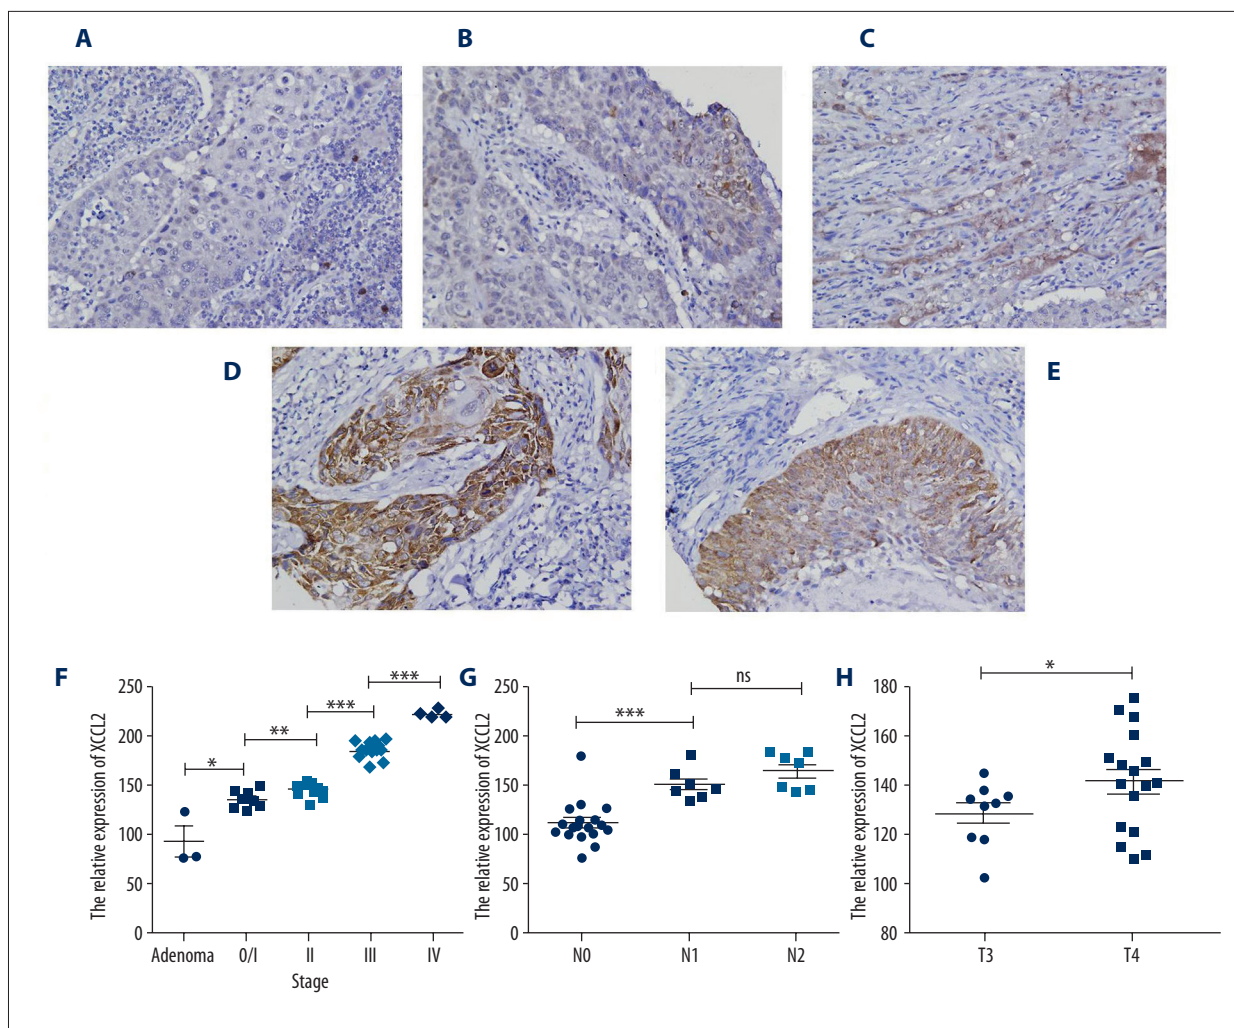 A
B
C
D
E
F
The relative expression of XCCL2
250
200
150
100
50
0
*
**
***
***
Adenoma
0/I
II
III
IV
Stage
G
The relative expression of XCCL2
250
200
150
100
50
0
***
ns
N0
N1
N2
H
The relative expression of XCCL2
180
160
140
120
100
80
*
T3
T4